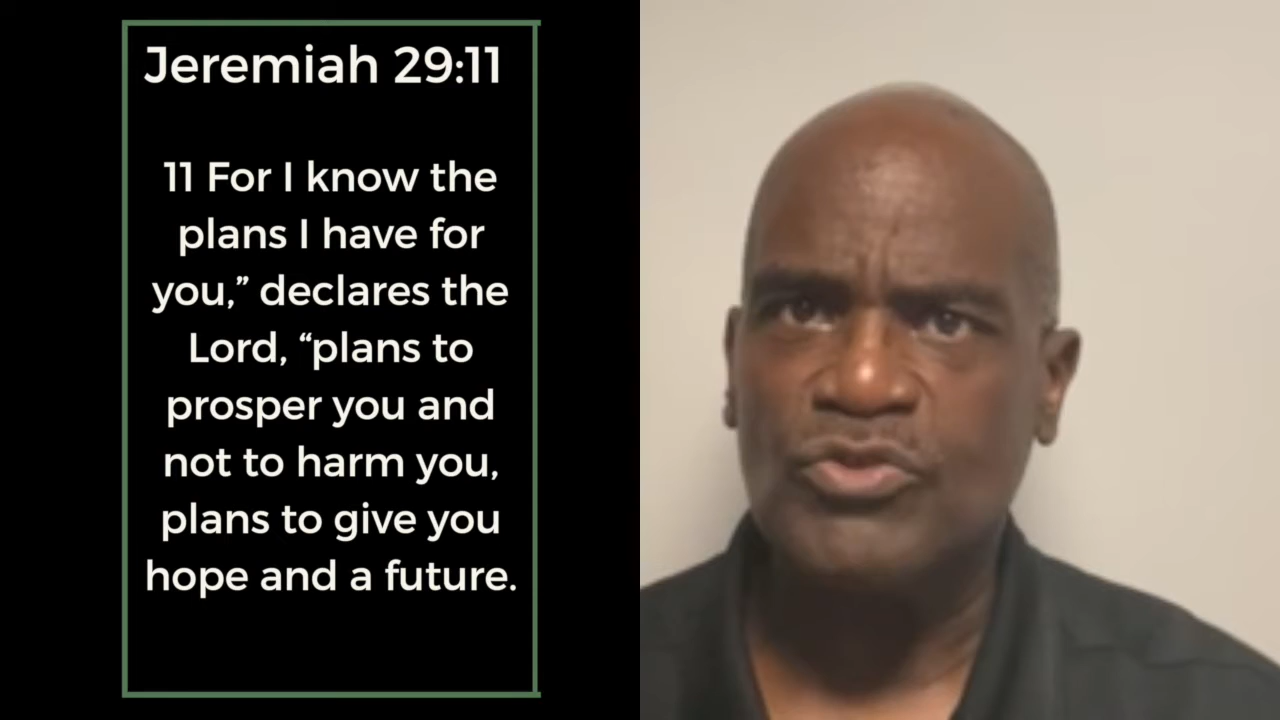 Jeremiah 29:11
11 For I know the
plans I have for
you,” declares the
Lord, “plans to
prosper you and
not to harm you,
plans to give you
hope and a future.